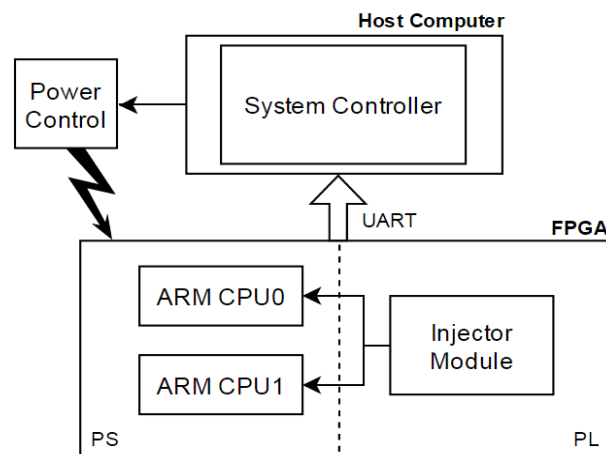 Host Computer
Power
Control
System Controller
UART
FPGA
ARM CPU0
Injector
Module
ARM CPU1
PS
PL